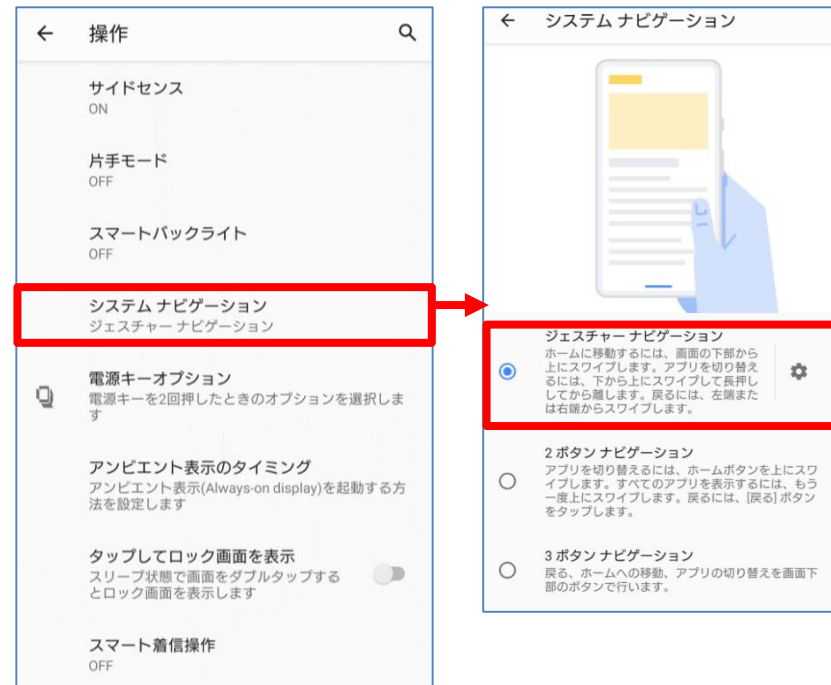 操作
サイドセンス
ON
片手モード
OFF
スマートバックライト
OFF
システム ナビゲーション
ジェスチャー ナビゲーション
電源キーオプション
電源キーを2回押したときのオプションを選択しま
す
アンビエント表示のタイミング
アンビエント表示(Always-on display)を起動する方
法を設定します
タップしてロック画面を表示
スリープ状態で画面をダブルタップする
とロック画面を表示します
スマート着信操作
OFF
システム ナビゲーション
ジェスチャー ナビゲーション
ホームに移動するには、画面の下部から
上にスワイプします。アプリを切り替え
るには、下から上にスワイプして長押し
してから離します。戻るには、左端また
は右端からスワイプします。
2 ボタン ナビゲーション
アプリを切り替えるには、ホームボタンを上にスワ
イプします。すべてのアプリを表示するには、もう
一度上にスワイプします。戻るには、[戻る] ボタン
をタップします。
3 ボタン ナビゲーション
戻る、ホームへの移動、アプリの切り替えを画面下
部のボタンで行います。